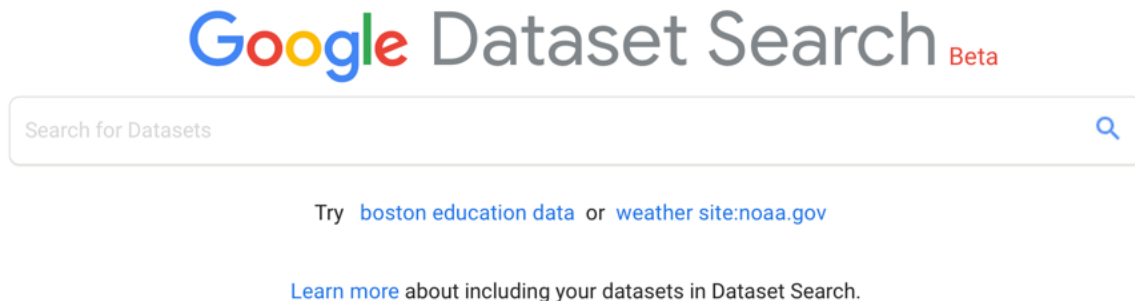 Google Dataset Search Beta
Search for Datasets
Try boston education data or weather site:noaa.gov
Learn more about including your datasets in Dataset Search.